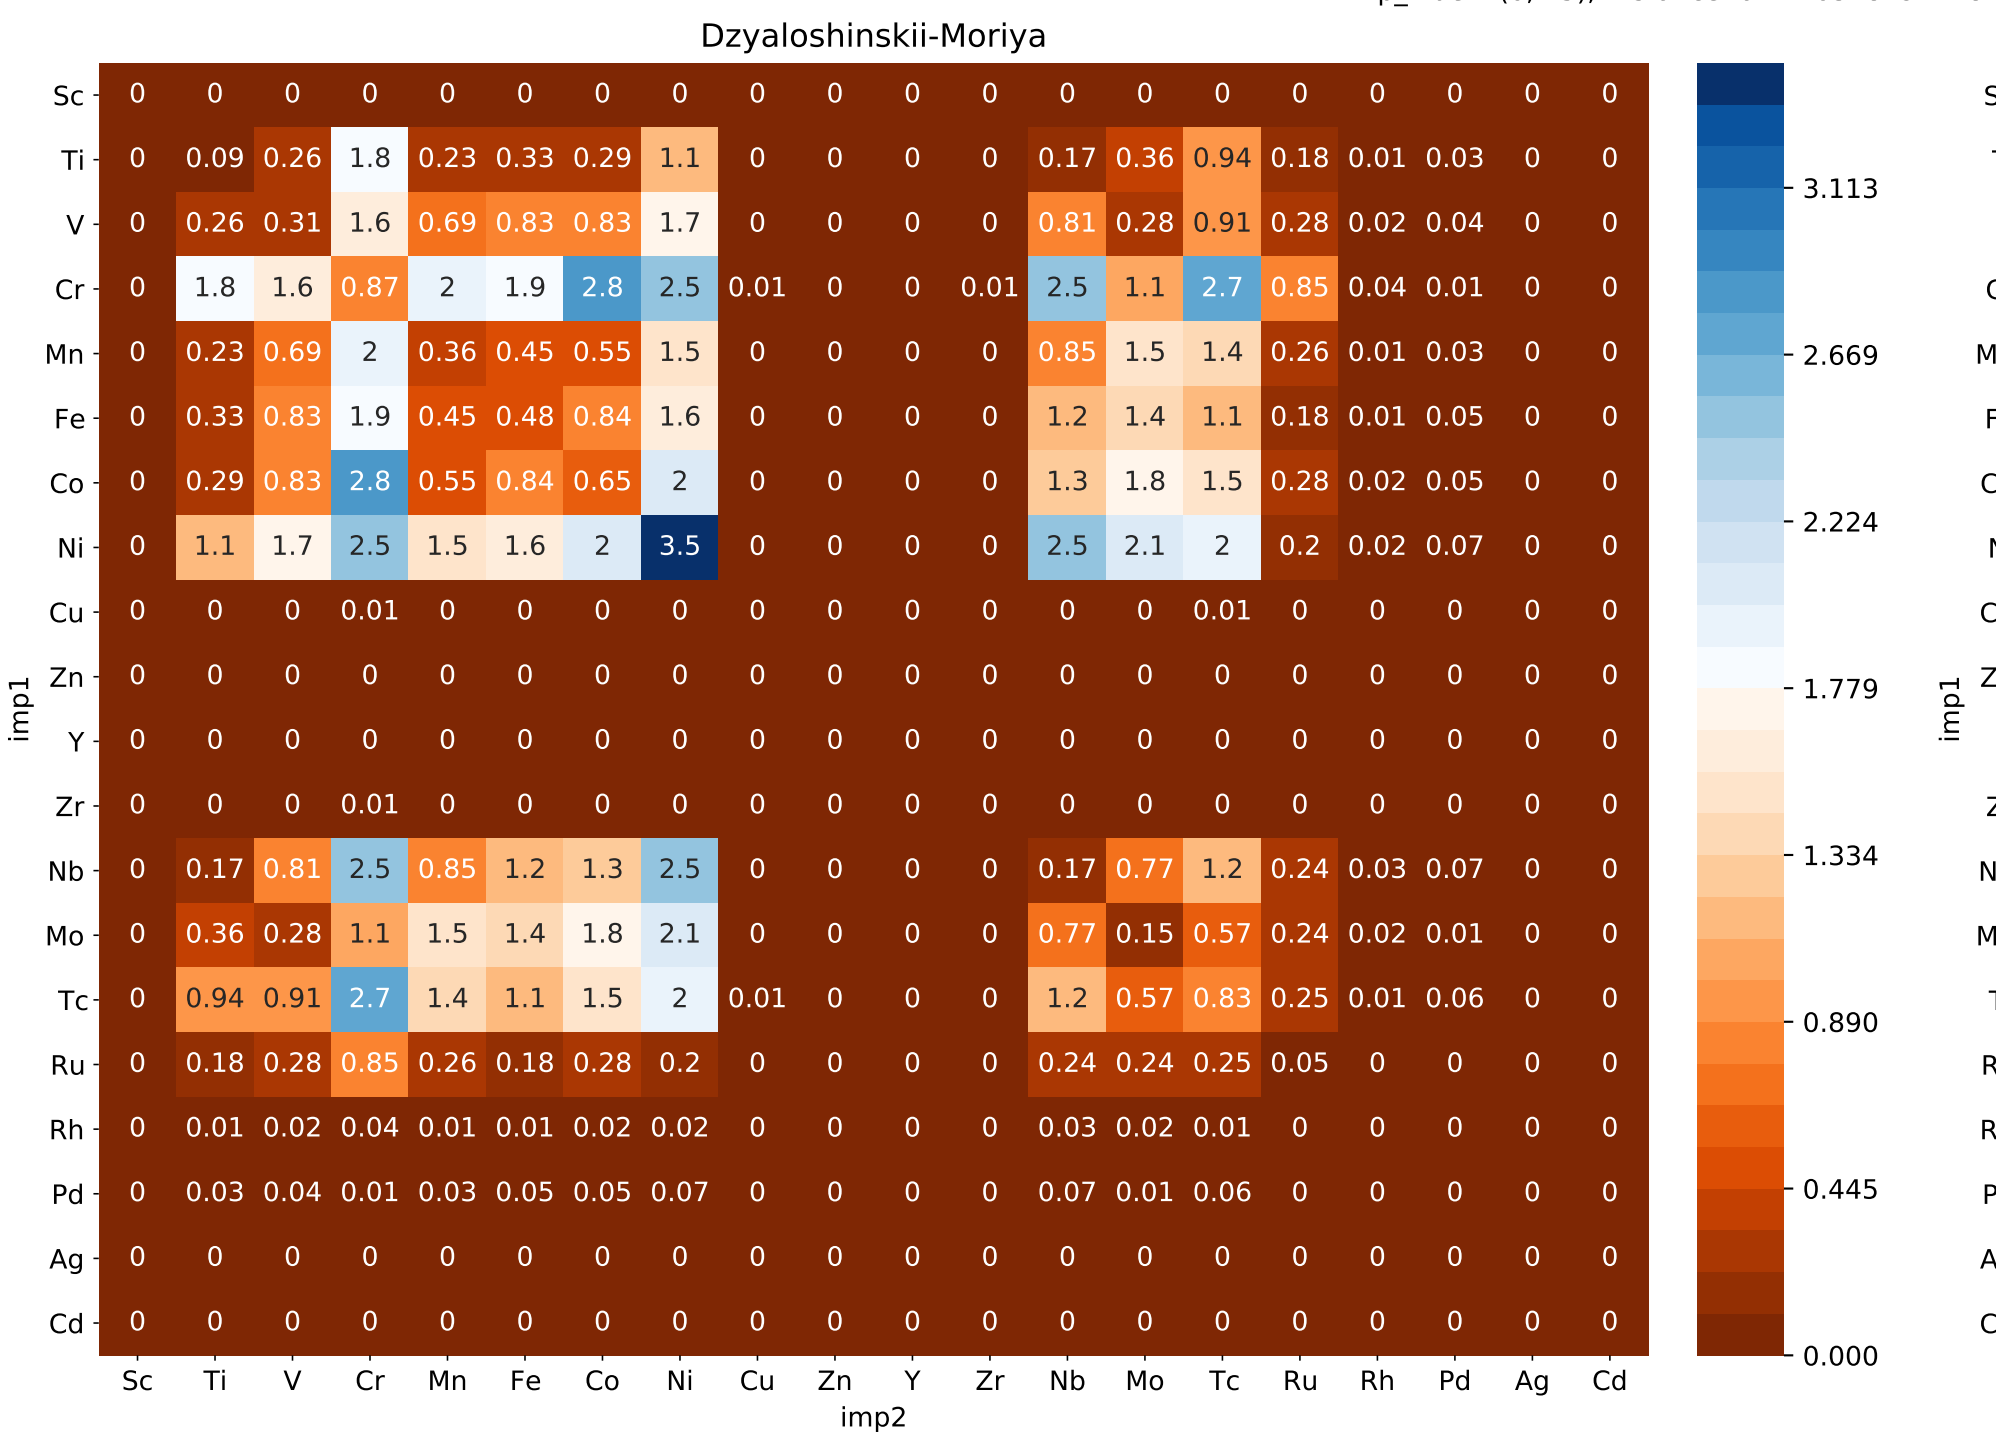 Dzyaloshinskii-Moriya
Sc 0 0 0 0 0 0 0 0 0 0 0 0 0 0 0 0 0 0 0 0
Ti 0 0.09 0.26 1.8 0.23 0.33 0.29 1.1 0 0 0 0 0.17 0.36 0.94 0.18 0.01 0.03 0 0
V 0 0.26 0.31 1.6 0.69 0.83 0.83 1.7 0 0 0 0 0.81 0.28 0.91 0.28 0.02 0.04 0 0
3.113
Cr 0 1.8 1.6 0.87 2 1.9 2.8 2.5 0.01 0 0 0.01 2.5 1.1 2.7 0.85 0.04 0.01 0 0
Mn 0 0.23 0.69 2 0.36 0.45 0.55 1.5 0 0 0 0 0.85 1.5 1.4 0.26 0.01 0.03 0 0
2.669
Fe 0 0.33 0.83 1.9 0.45 0.48 0.84 1.6 0 0 0 0 1.2 1.4 1.1 0.18 0.01 0.05 0 0
Co 0 0.29 0.83 2.8 0.55 0.84 0.65 2 0 0 0 0 1.3 1.8 1.5 0.28 0.02 0.05 0 0
2.224
Ni 0 1.1 1.7 2.5 1.5 1.6 2 3.5 0 0 0 0 2.5 2.1 2 0.2 0.02 0.07 0 0
Cu 0 0 0 0.01 0 0 0 0 0 0 0 0 0 0 0.01 0 0 0 0 0
Zn 0 0 0 0 0 0 0 0 0 0 0 0 0 0 0 0 0 0 0 0
1.779
imp1
imp1
Y 0 0 0 0 0 0 0 0 0 0 0 0 0 0 0 0 0 0 0 0
Zr 0 0 0 0.01 0 0 0 0 0 0 0 0 0 0 0 0 0 0 0 0
1.334
Nb 0 0.17 0.81 2.5 0.85 1.2 1.3 2.5 0 0 0 0 0.17 0.77 1.2 0.24 0.03 0.07 0 0
Mo 0 0.36 0.28 1.1 1.5 1.4 1.8 2.1 0 0 0 0 0.77 0.15 0.57 0.24 0.02 0.01 0 0
Tc 0 0.94 0.91 2.7 1.4 1.1 1.5 2 0.01 0 0 0 1.2 0.57 0.83 0.25 0.01 0.06 0 0
0.890
Ru 0 0.18 0.28 0.85 0.26 0.18 0.28 0.2 0 0 0 0 0.24 0.24 0.25 0.05 0 0 0 0
Rh 0 0.01 0.02 0.04 0.01 0.01 0.02 0.02 0 0 0 0 0.03 0.02 0.01 0 0 0 0 0
0.445
Pd 0 0.03 0.04 0.01 0.03 0.05 0.05 0.07 0 0 0 0 0.07 0.01 0.06 0 0 0 0 0
Ag 0 0 0 0 0 0 0 0 0 0 0 0 0 0 0 0 0 0 0 0
Cd 0 0 0 0 0 0 0 0 0 0 0 0 0 0 0 0 0 0 0 0
0.000
Sc Ti V Cr Mn Fe Co Ni Cu Zn Y Zr Nb Mo Tc Ru Rh Pd Ag Cd
imp2